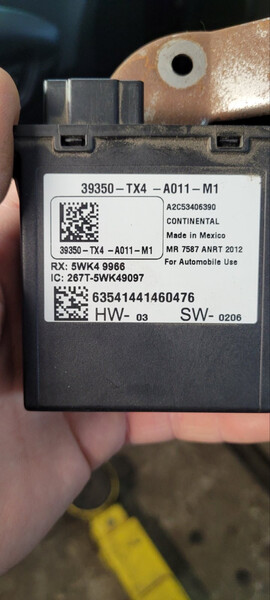 39350-TX4-A011-M1
39350-TX4-A011-M1
A2C53406390
CONTINENTAL
Made in Mexico
MR 7587 ANRT 2012
For Automobile Use
RX: 5WK4 9966
IC: 267T-5WK49097
63541441460476
HW- 03 SW- 0206